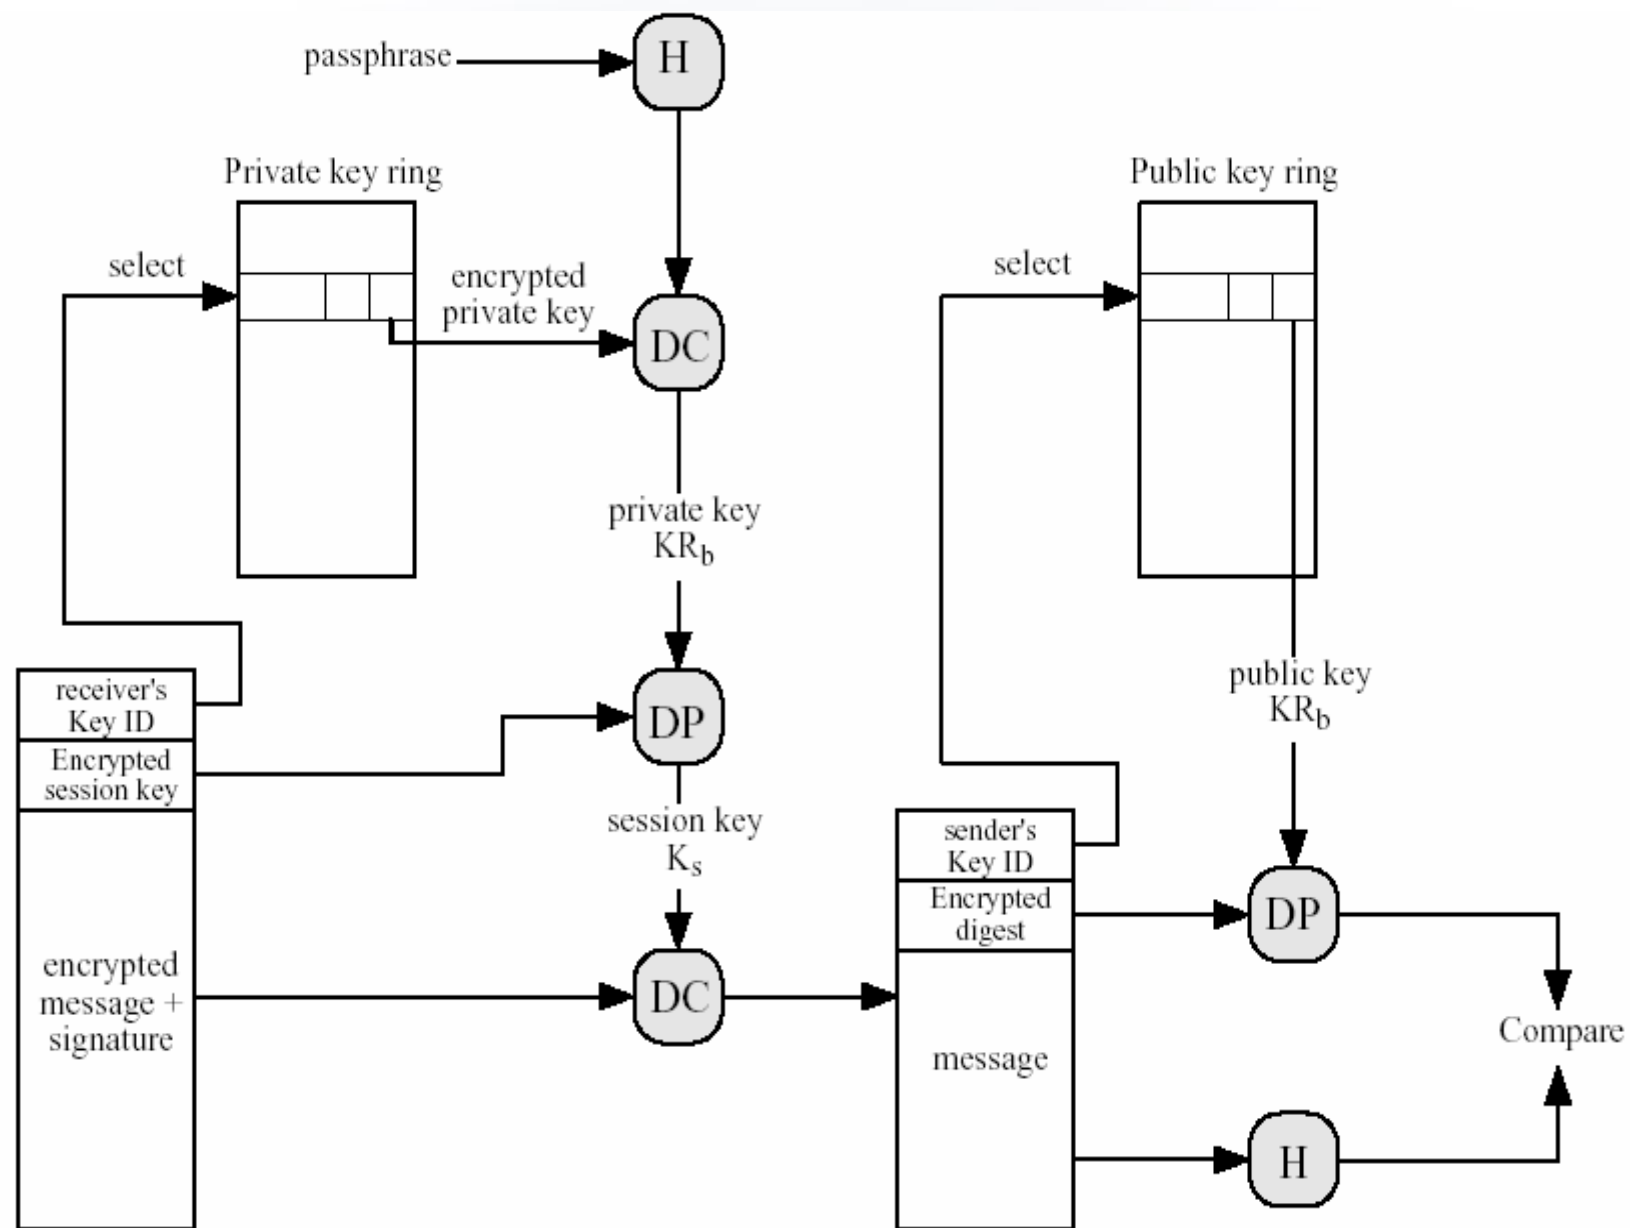 passphrase
H
Private key ring
Public key ring
select
encrypted
private key
select
DC
private key
KRb
public key
KRb
receiver's
Key ID
DP
Encrypted
session key
session key
Ks
sender's
Key ID
Encrypted
digest
DP
encrypted
message +
signature
DC
message
Compare
H